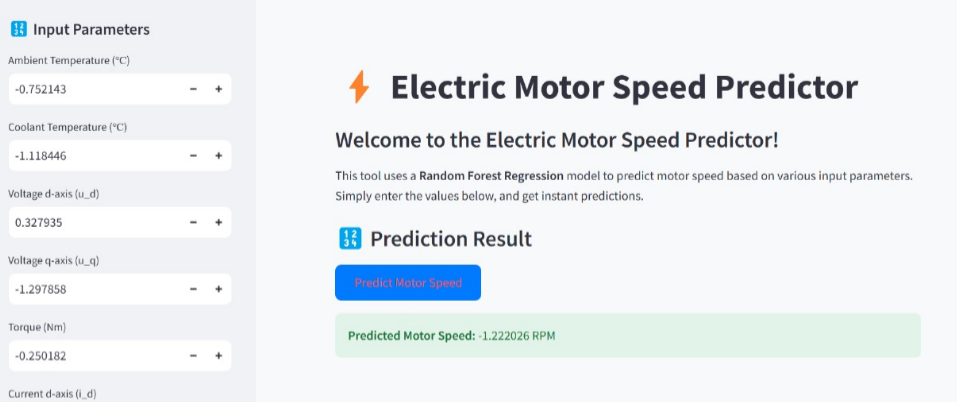 🔢 Input Parameters
Ambient Temperature (°C)
-0.752143 - +
Coolant Temperature (°C)
-1.118446 - +
Voltage d-axis (u_d)
0.327935 - +
Voltage q-axis (u_q)
-1.297858 - +
Torque (Nm)
-0.250182 - +
Current d-axis (i_d)
⚡ Electric Motor Speed Predictor
Welcome to the Electric Motor Speed Predictor!
This tool uses a Random Forest Regression model to predict motor speed based on various input parameters.
Simply enter the values below, and get instant predictions.
🔢 Prediction Result
Predict Motor Speed
Predicted Motor Speed: -1.222026 RPM